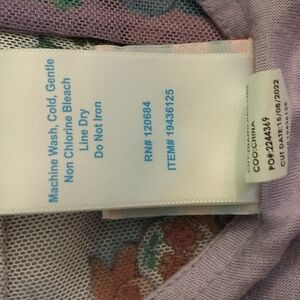 Machine Wash, Cold, Gentle
Non Chlorine Bleach
Line Dry
Do Not Iron
RN# 120684
ITEM# 19436125
COO:CHINA
PO#:2244369
CUT DATE:15/08/2022